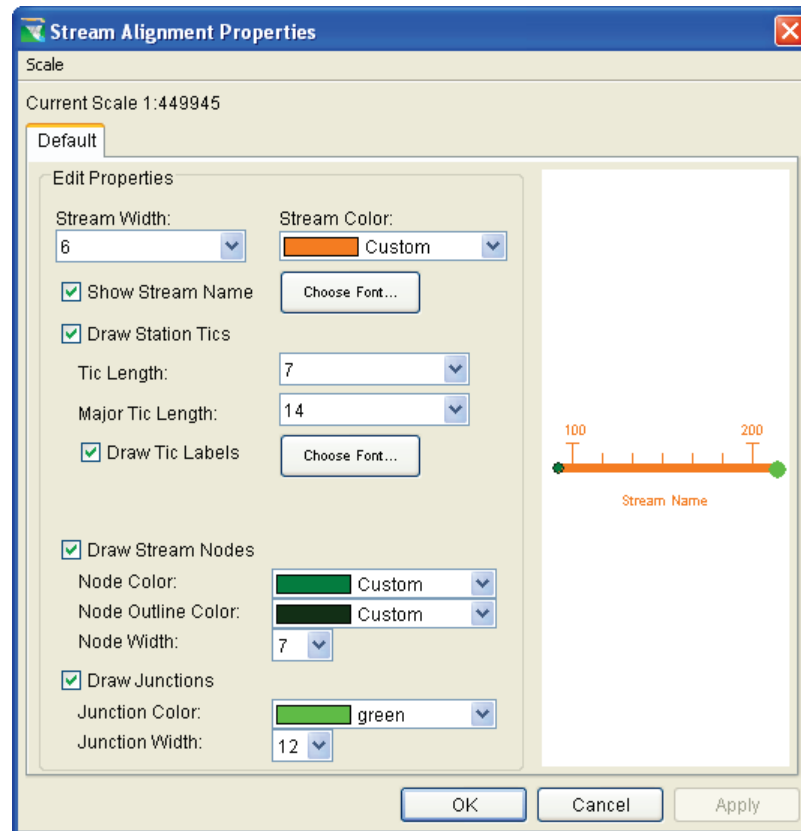 Stream Alignment Properties
Scale
Current Scale 1:449945
Default
Edit Properties
Stream Width:
Stream Color:
6
Custom
Show Stream Name
Choose Font...
Draw Station Tics
Tic Length:
7
Major Tic Length:
14
Draw Tic Labels
Choose Font...
Draw Stream Nodes
Node Color:
Custom
Node Outline Color:
Custom
Node Width:
7
Draw Junctions
Junction Color:
green
Junction Width:
12
100
200
Stream Name
OK
Cancel
Apply